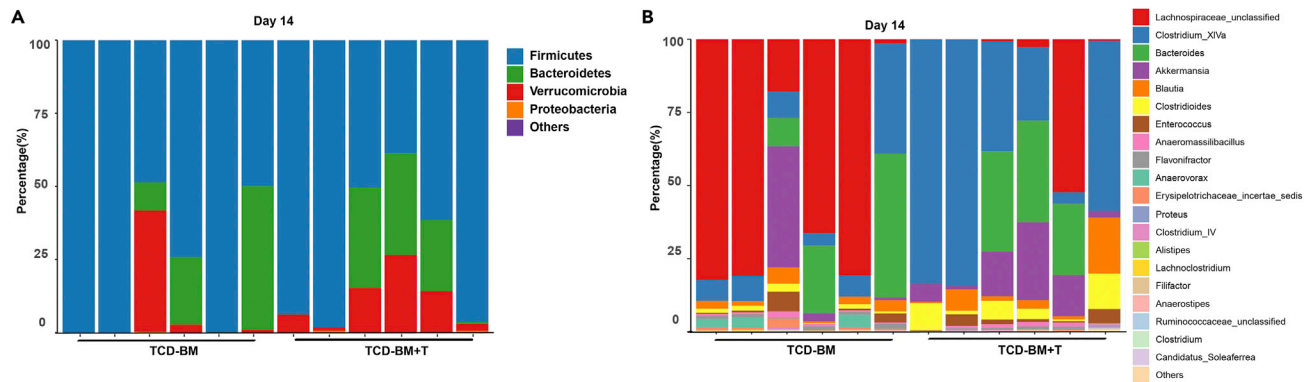 A
Day 14
Percentage(%)
100
75
50
25
0
TCD-BM
TCD-BM+T
Firmicutes
Bacteroidetes
Verrucomicrobia
Proteobacteria
Others
B
Day 14
Percentage(%)
100
75
50
25
0
TCD-BM
TCD-BM+T
Lachnospiraceae_unclassified
Clostridium_XIVa
Bacteroides
Akkermansia
Blautia
Clostridioides
Enterococcus
Anaeromassilibacillus
Flavonifractor
Anaerovorax
Erysipelotrichaceae_incertae_sedis
Proteus
Clostridium_IV
Alistipes
Lachnoclostridium
Filifactor
Anaerostipes
Ruminococcaceae_unclassified
Clostridium
Candidatus_Soleaferrea
Others